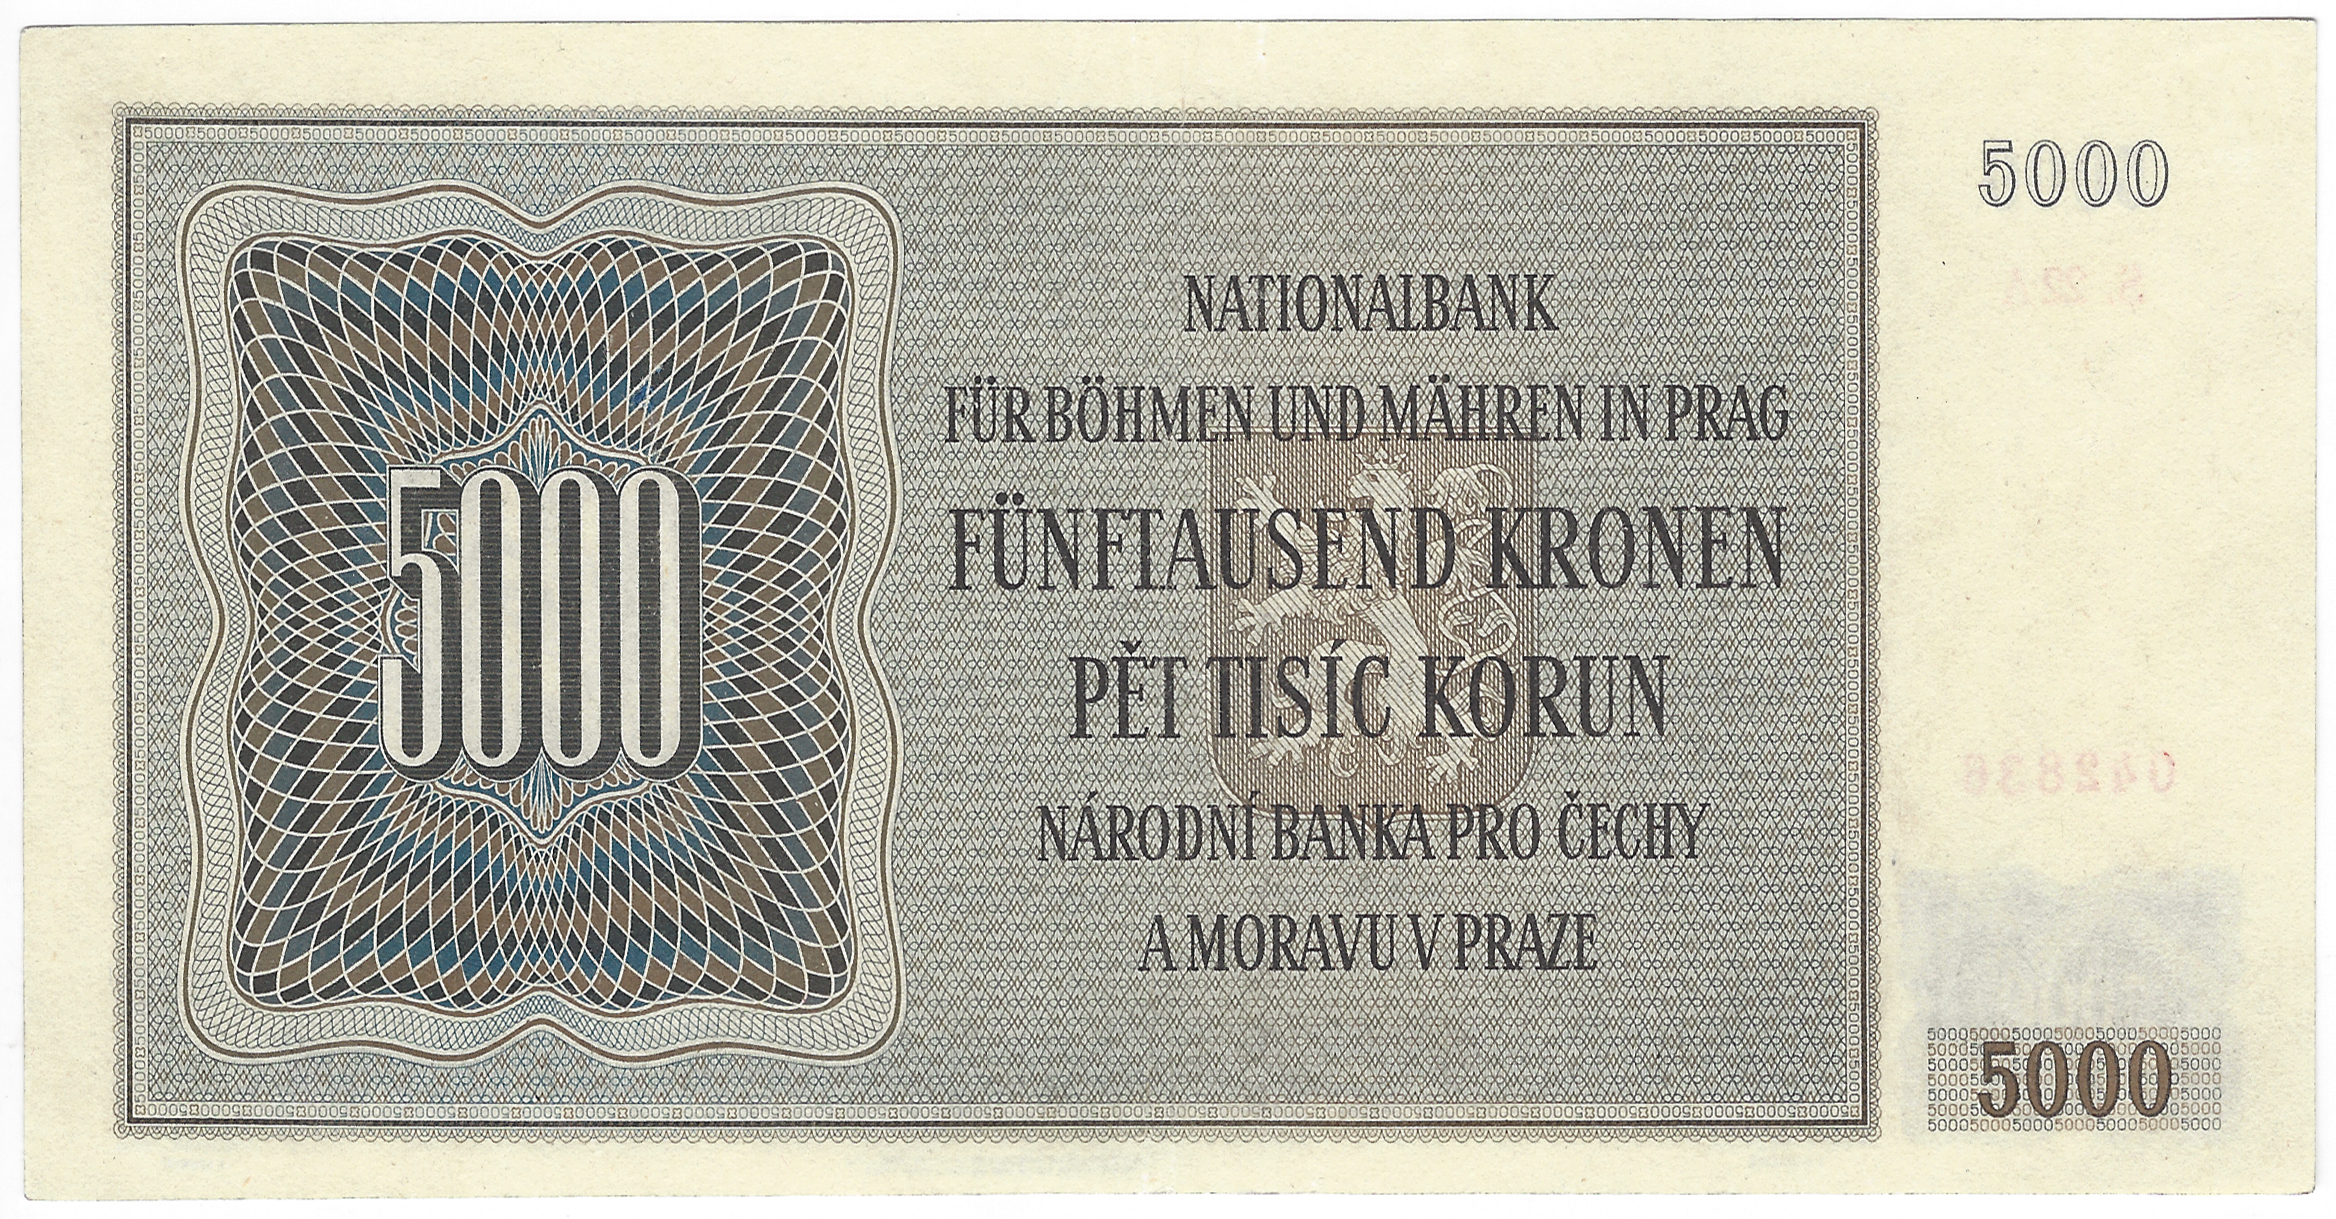 5000
NATIONALBANK
FÜR BÖHMEN UND MÄHREN IN PRAG
5000
FÜNFTAUSEND KRONEN
PĚT TISÍC KORUN
042836
NÁRODNÍ BANKA PRO ČECHY
A MORAVU V PRAZE
5000